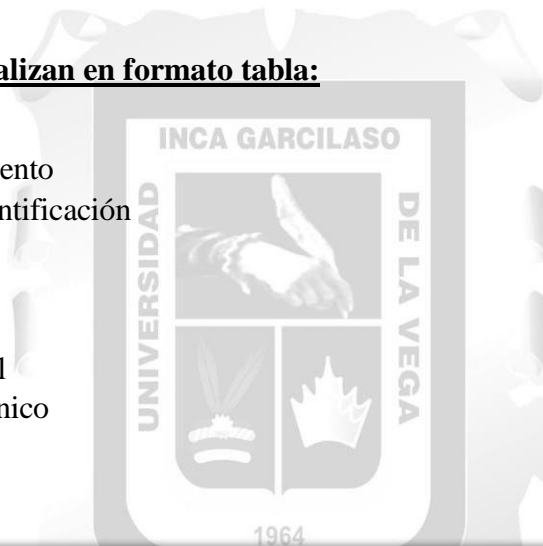 alizan en formato tabla:
ento
ntificación
l
nico
INCA GARCILASO
UNIVERSIDAD
DE LA VEGA
1964